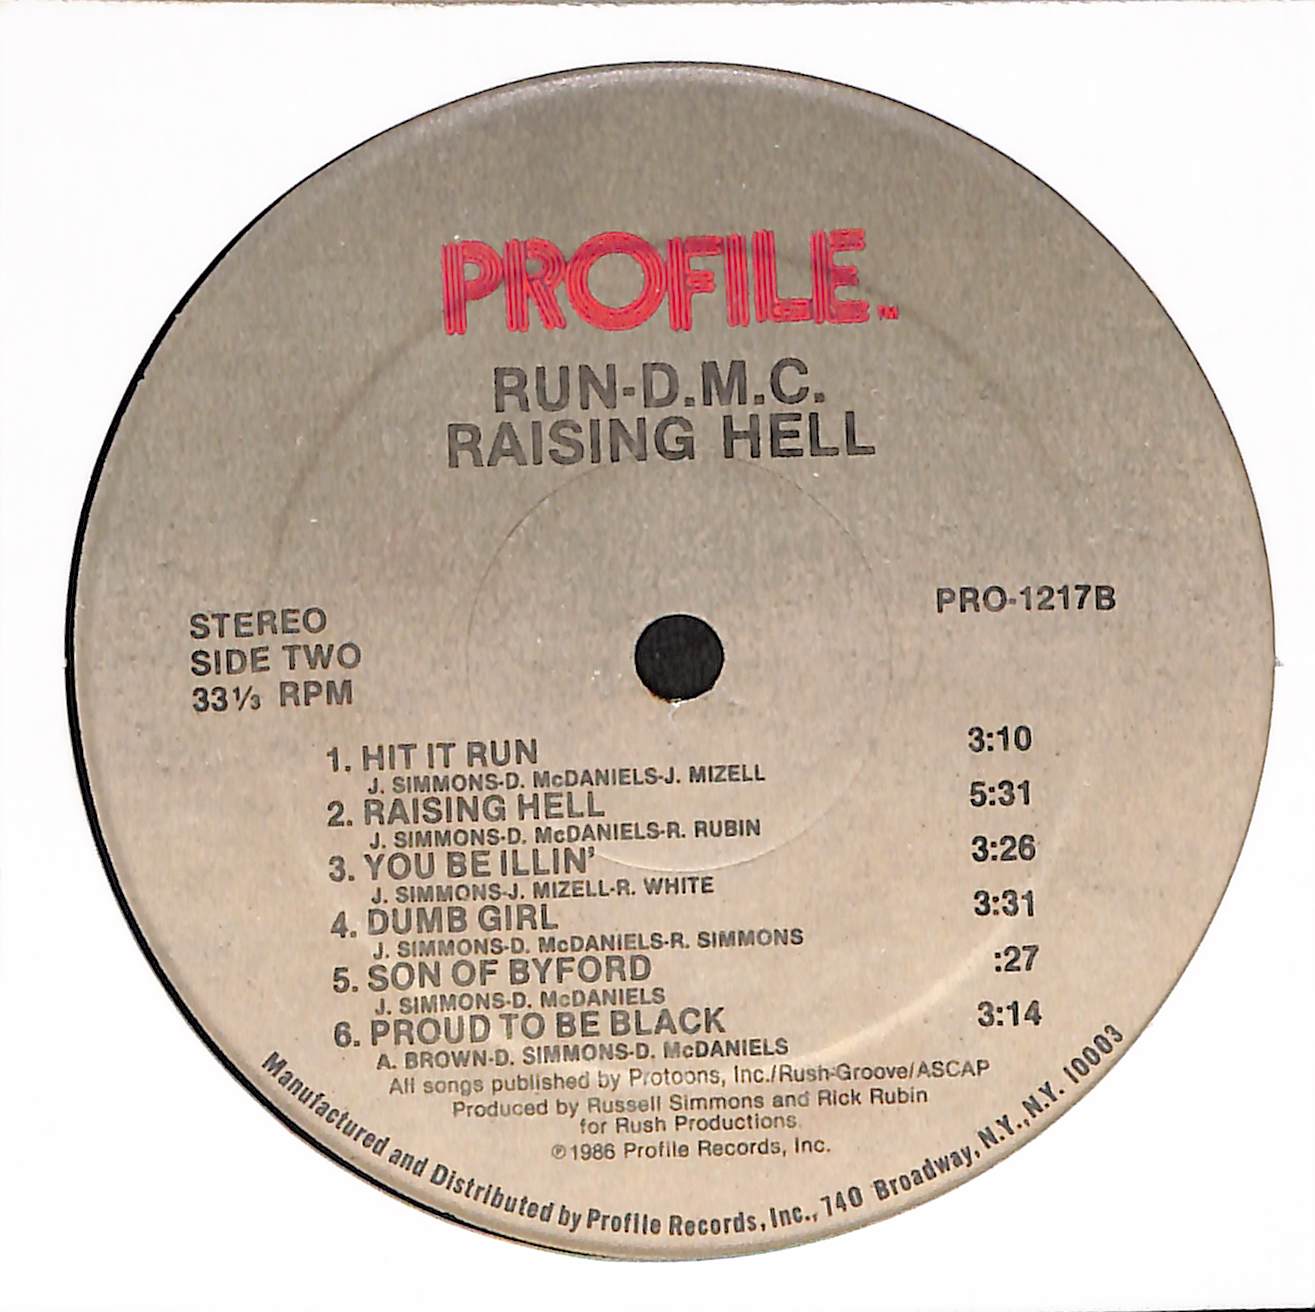 PROFILE™
RUN-D.M.C.
RAISING HELL
STEREO
SIDE TWO
33⅓ RPM
PRO-1217B
1. HIT IT RUN 3:10
J. SIMMONS-D. McDANIELS-J. MIZELL
2. RAISING HELL 5:31
J. SIMMONS-D. McDANIELS-R. RUBIN
3. YOU BE ILLIN' 3:26
J. SIMMONS-J. MIZELL-R. WHITE
4. DUMB GIRL 3:31
J. SIMMONS-D. McDANIELS-R. SIMMONS
5. SON OF BYFORD :27
J. SIMMONS-D. McDANIELS
6. PROUD TO BE BLACK 3:14
A. BROWN-D. SIMMONS-D. McDANIELS
All songs published by Protoons, Inc./Rush-Groove/ASCAP
Produced by Russell Simmons and Rick Rubin
for Rush Productions
℗1986 Profile Records, Inc.
Manufactured and Distributed by Profile Records, Inc., 740 Broadway, N.Y., N.Y. 10003